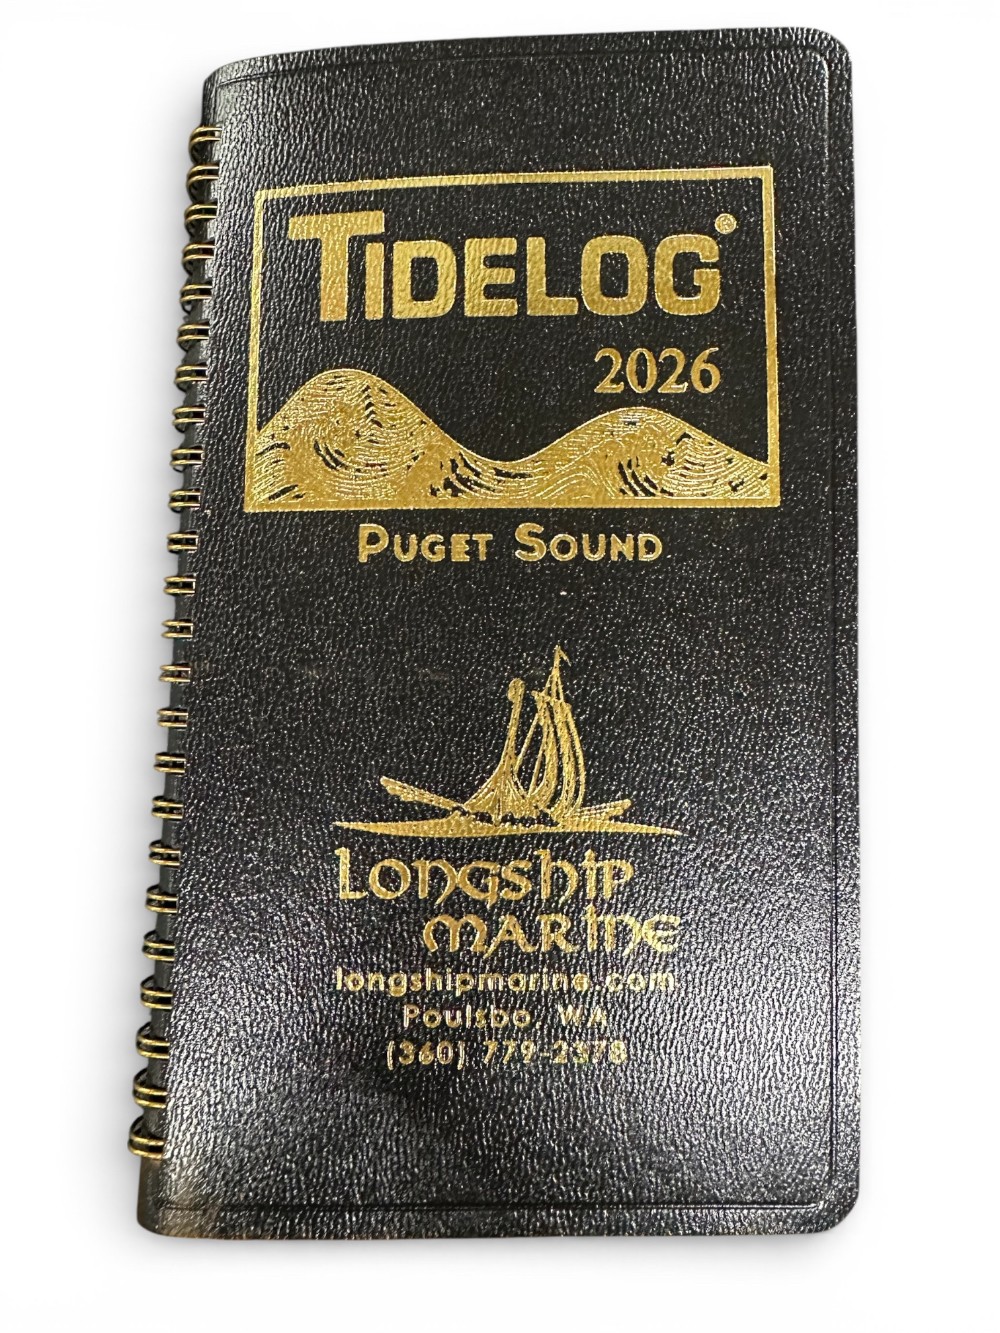 TIDELOG®
2026
PUGET SOUND
LONGSHIP
MARINE
longshipmarine.com
Poulsbo, WA
(360) 779-2378